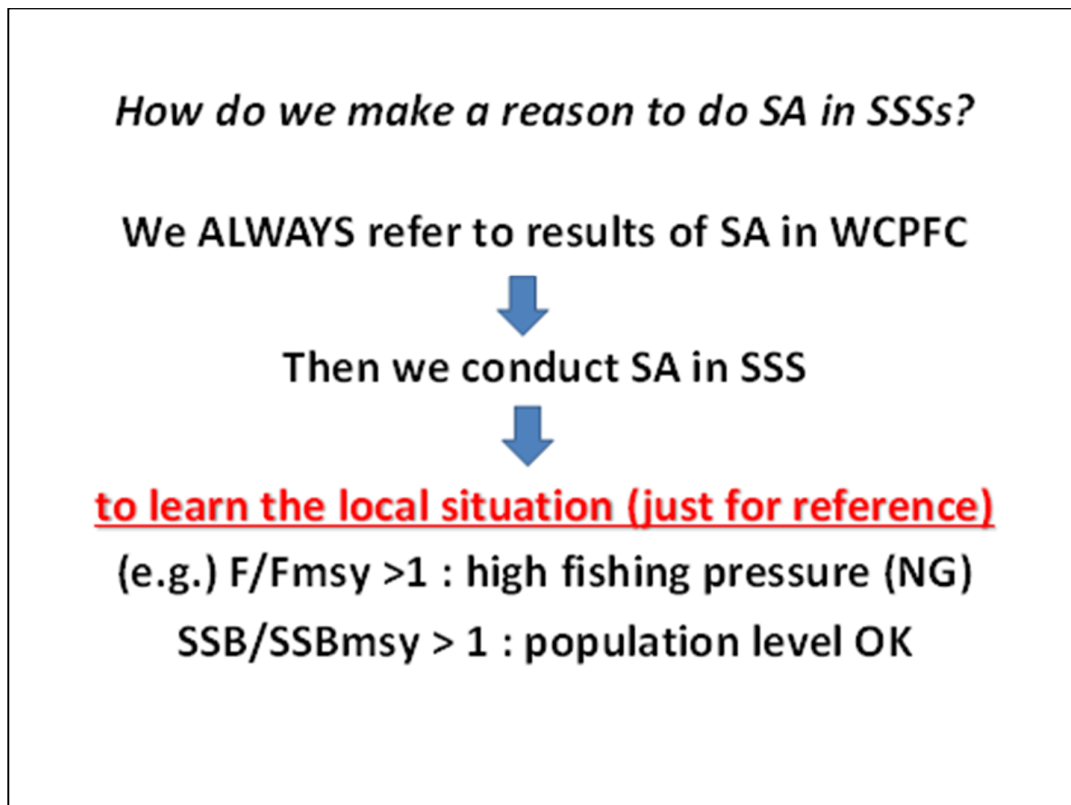 How do we make a reason to do SA in SSSs?
We ALWAYS refer to results of SA in WCPFC
Then we conduct SA in SSS
to learn the local situation (just for reference)
(e.g.) F/Fmsy >1 : high fishing pressure (NG)
SSB/SSBmsy > 1 : population level OK